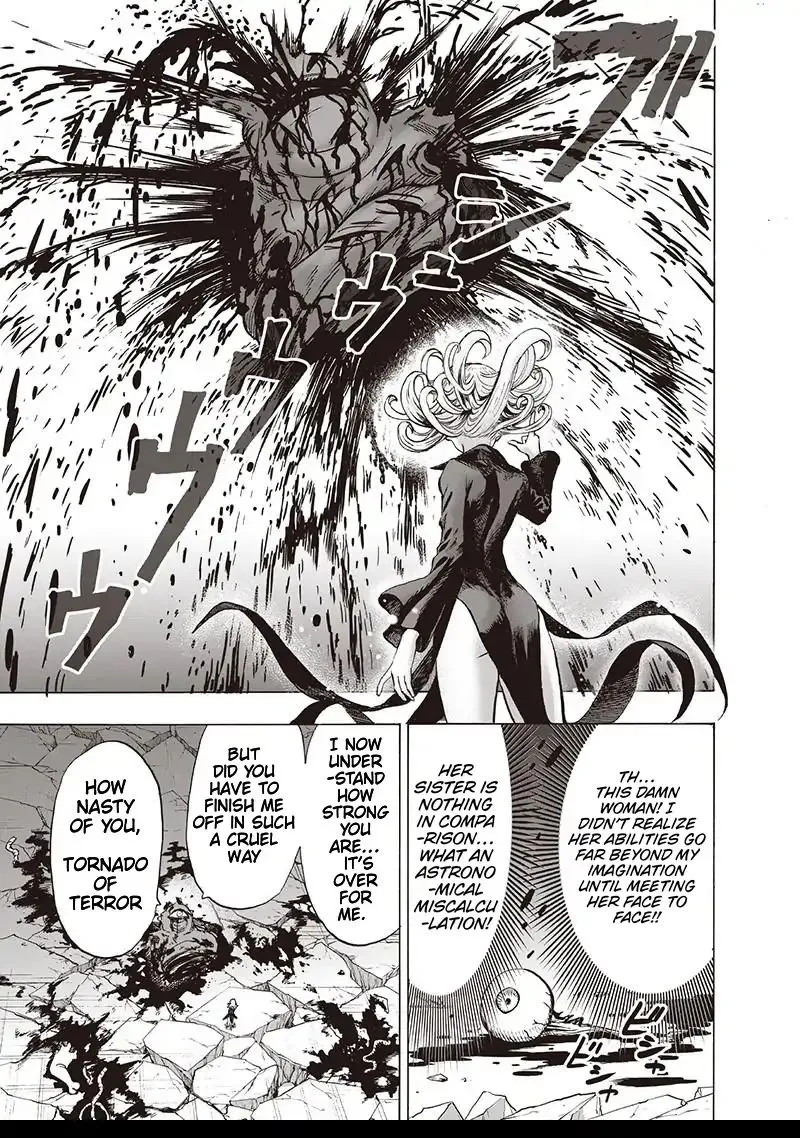 ブシュウウウウ
TH...
THIS DAMN
WOMAN! I
DIDN'T REALIZE
HER ABILITIES GO
FAR BEYOND MY
IMAGINATION
UNTIL MEETING
HER FACE TO
FACE!!
HER
SISTER IS
NOTHING
IN COMPA
-RISON...
WHAT AN
ASTRONO
-MICAL
MISCALCU
-LATION!
ビシャビシャ
I NOW
UNDER
-STAND
HOW
STRONG
YOU
ARE...
IT'S
OVER
FOR
ME.
BUT
DID YOU
HAVE TO
FINISH ME
OFF IN SUCH
A CRUEL
WAY
HOW
NASTY
OF YOU,
TORNADO
OF
TERROR